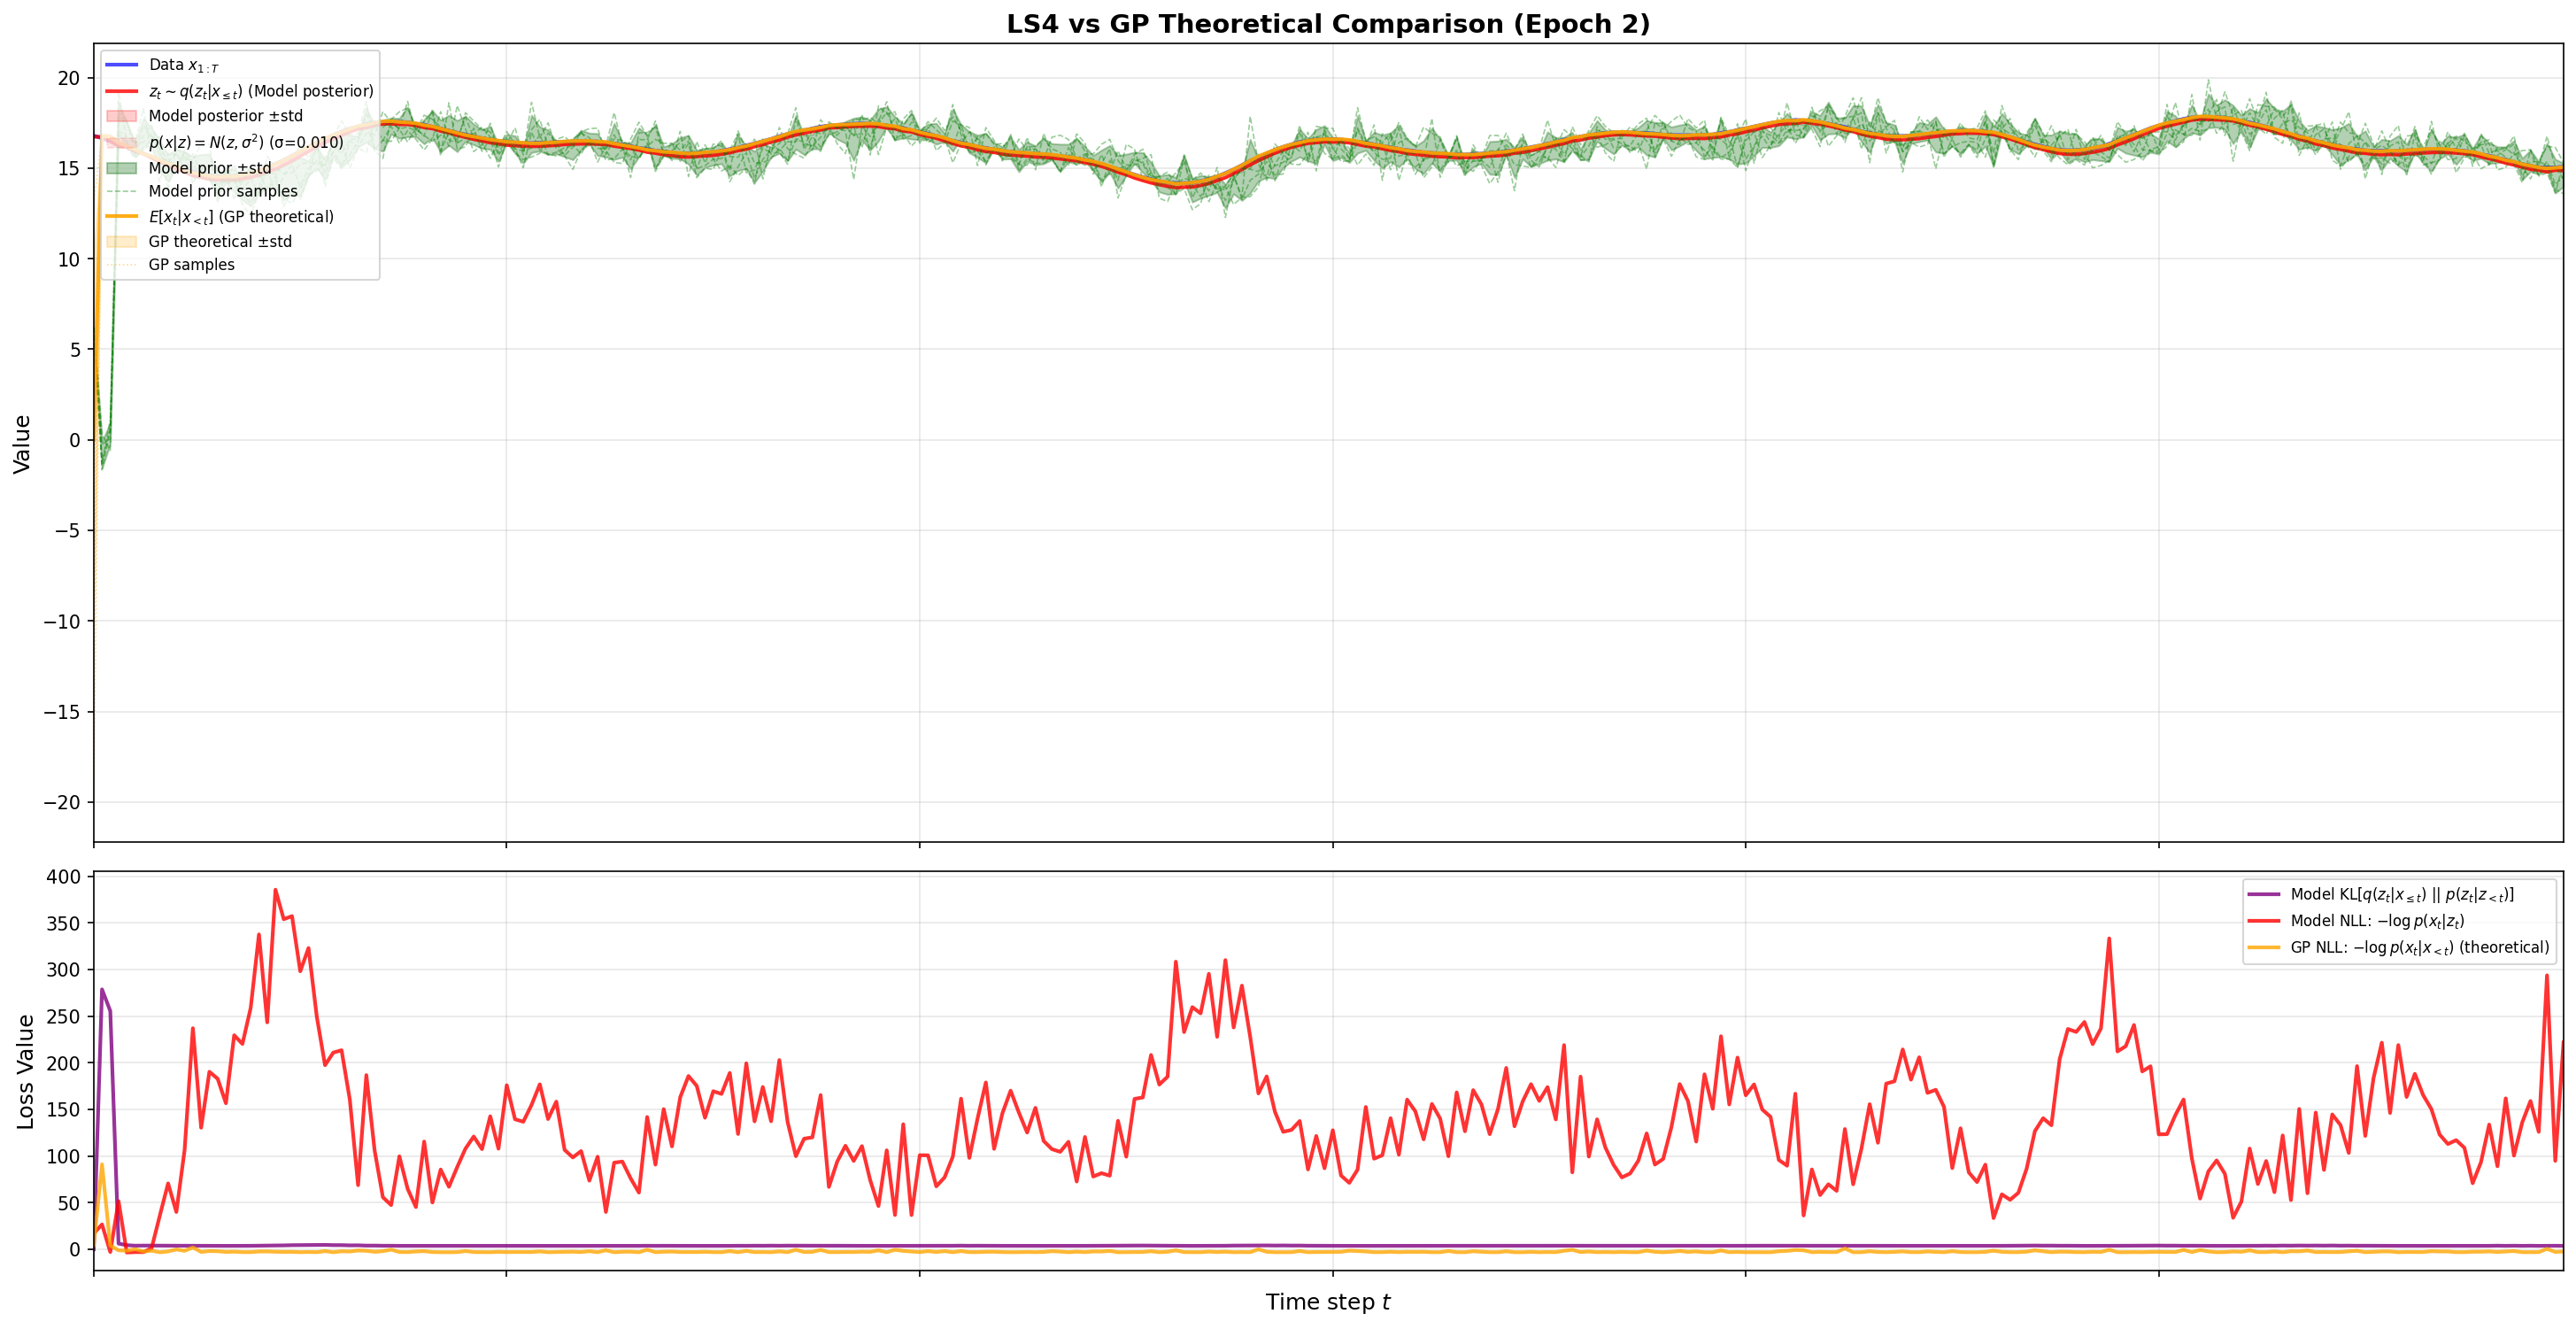 LS4 vs GP Theoretical Comparison (Epoch 2)
Value
20
15
10
5
0
−5
−10
−15
−20
Data x₁:T
zₜ ~ q(zₜ|x≤ₜ) (Model posterior)
Model posterior ±std
p(x|z) = N(z, σ²) (σ=0.010)
Model prior ±std
Model prior samples
E[xₜ|x<ₜ] (GP theoretical)
GP theoretical ±std
GP samples
Loss Value
400
350
300
250
200
150
100
50
0
Model KL[q(zₜ|x≤ₜ) || p(zₜ|z<ₜ)]
Model NLL: −log p(xₜ|zₜ)
GP NLL: −log p(xₜ|x<ₜ) (theoretical)
Time step t